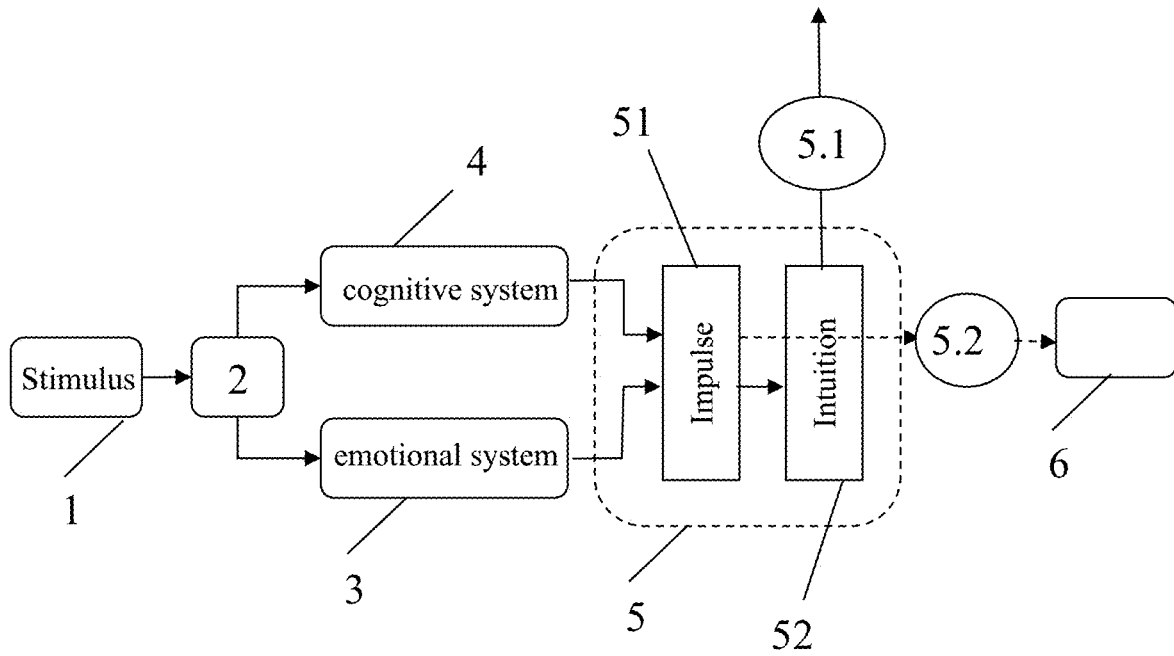 5.1
51
4
cognitive system
Stimulus
2
Impulse
Intuition
5.2
emotional system
1
3
5
52
6